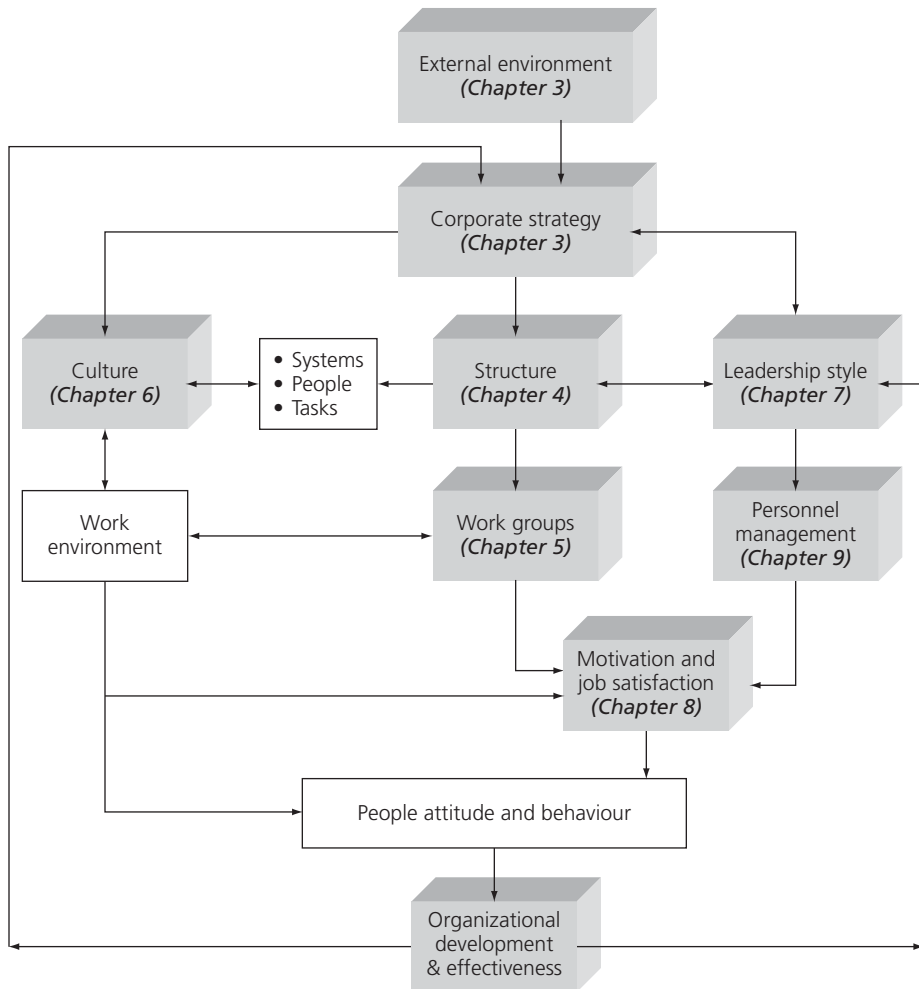 External environment
(Chapter 3)
Corporate strategy
(Chapter 3)
Culture
(Chapter 6)
• Systems
• People
• Tasks
Structure
(Chapter 4)
Leadership style
(Chapter 7)
Work
environment
Work groups
(Chapter 5)
Personnel
management
(Chapter 9)
Motivation and
job satisfaction
(Chapter 8)
People attitude and behaviour
Organizational
development
& effectiveness